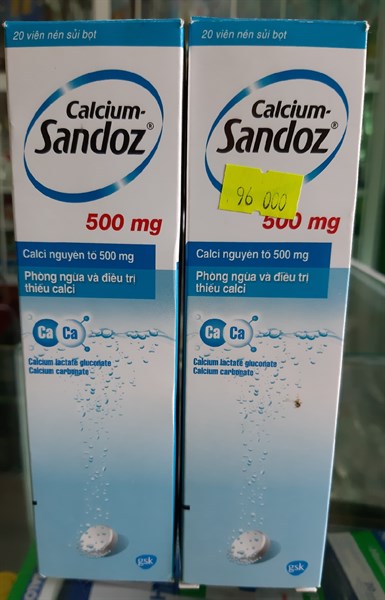 20 viên nén sủi bọt
Calcium-
Sandoz®
500 mg
Calci nguyên tố 500 mg
Phòng ngừa và điều trị
thiếu calci
Ca Ca
Calcium lactate gluconate
Calcium carbonate
gsk
20 viên nén sủi bọt
Calcium-
Sandoz®
96 000
500 mg
Calci nguyên tố 500 mg
Phòng ngừa và điều trị
thiếu calci
Ca Ca
Calcium lactate gluconate
Calcium carbonate
gsk